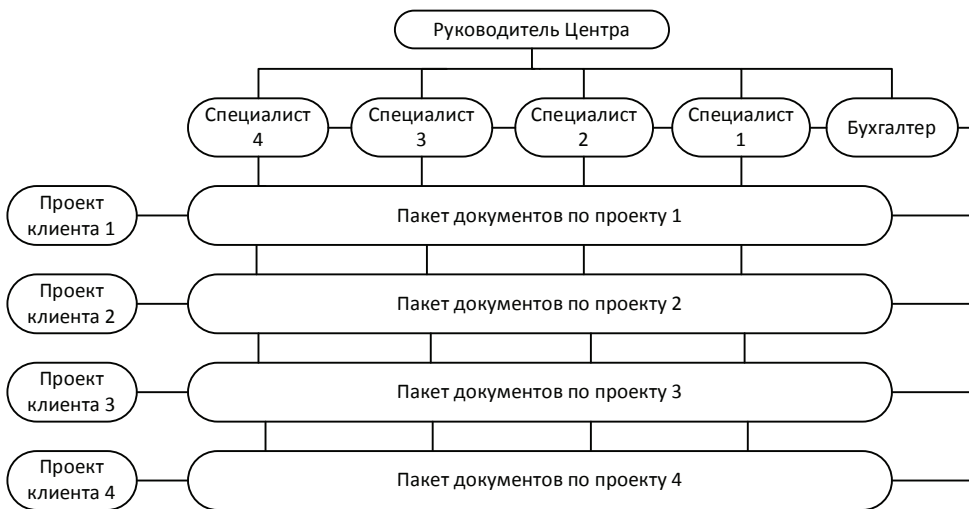 Руководитель Центра
Специалист
4
Специалист
3
Специалист
2
Специалист
1
Бухгалтер
Проект
клиента 1
Пакет документов по проекту 1
Проект
клиента 2
Пакет документов по проекту 2
Проект
клиента 3
Пакет документов по проекту 3
Проект
клиента 4
Пакет документов по проекту 4